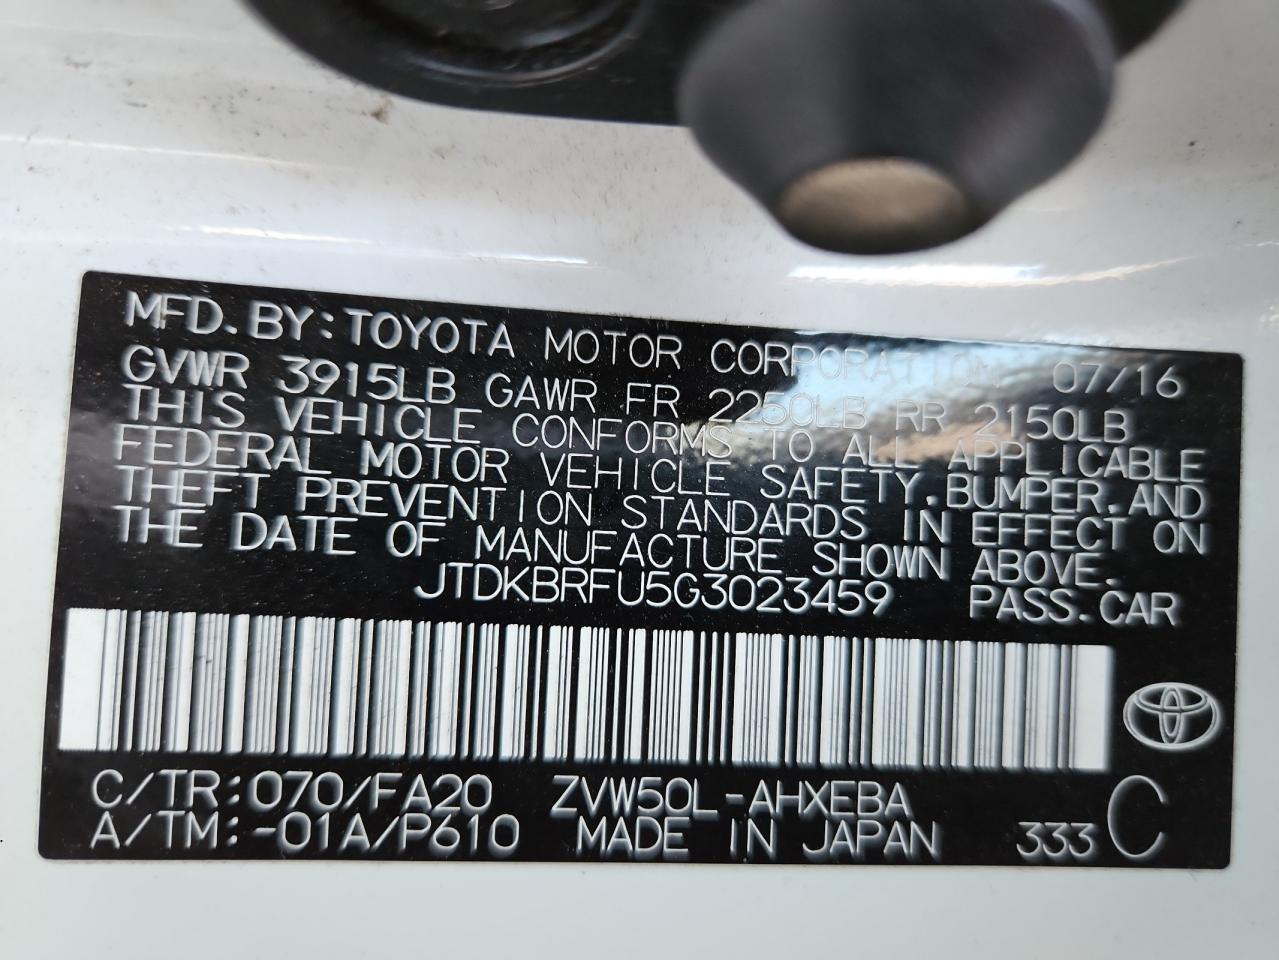 MFD. BY: TOYOTA MOTOR CORPORATION 07/16
GVWR 3915LB GAWR FR 2250LB RR 2150LB
THIS VEHICLE CONFORMS TO ALL APPLICABLE
FEDERAL MOTOR VEHICLE SAFETY, BUMPER, AND
THEFT PREVENTION STANDARDS IN EFFECT ON
THE DATE OF MANUFACTURE SHOWN ABOVE.
JTDKBRFU5G3023459 PASS. CAR
C/TR: 070/FA20 ZVW50L-AHXEBA
A/TM: -01A/P610 MADE IN JAPAN 333 C